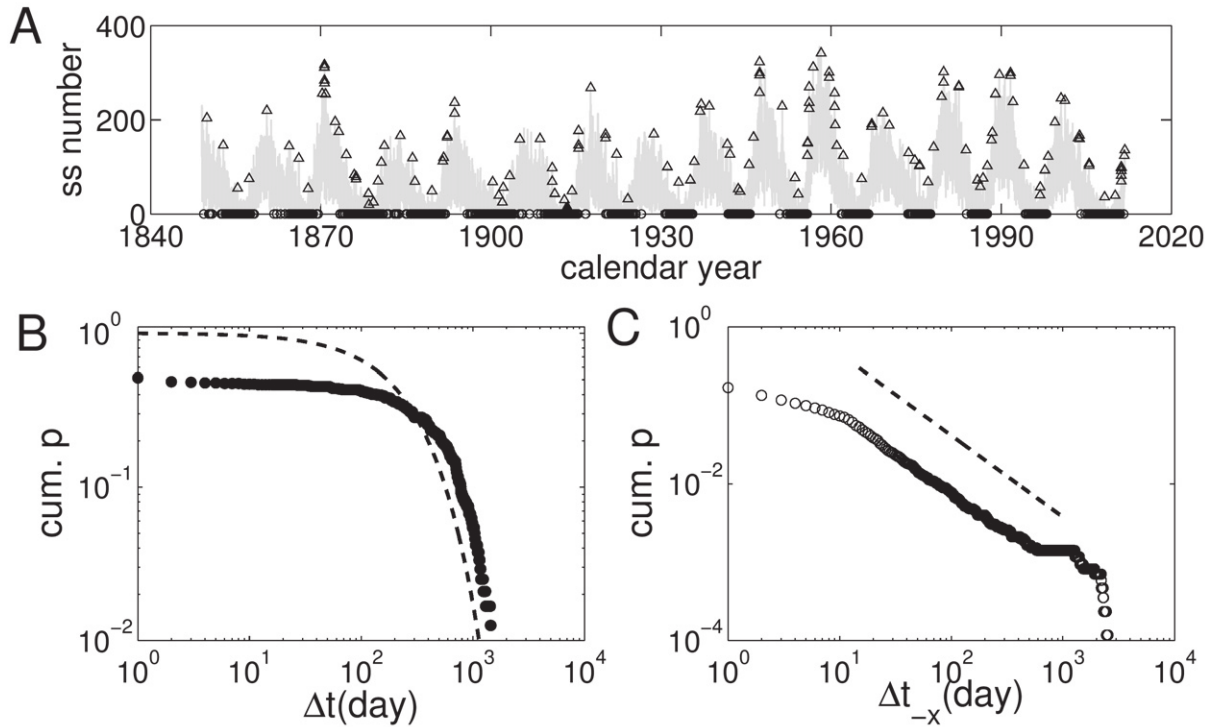 A
ss number
400
200
0
1840 1870 1900 1930 1960 1990 2020
calendar year
B
cum. p
10^0
10^-1
10^-2
10^0 10^1 10^2 10^3 10^4
Δt(day)
C
cum. p
10^0
10^-2
10^-4
10^0 10^1 10^2 10^3 10^4
Δt_-x(day)